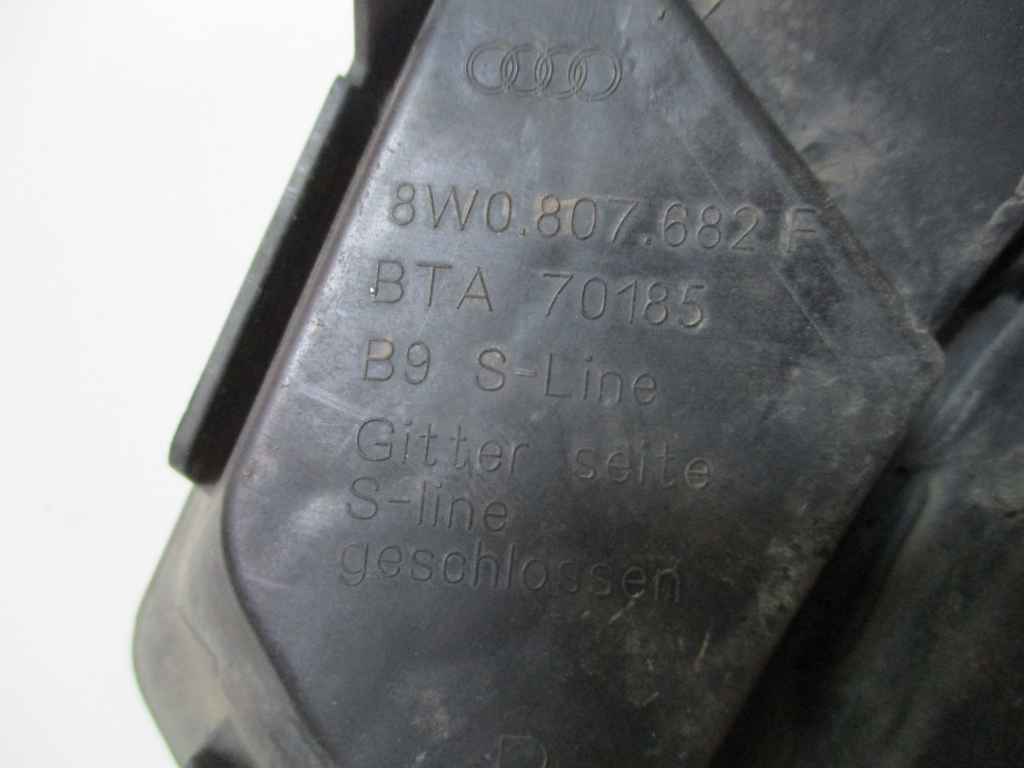 8W0.807.682 F
BTA 70185
B9 S-Line
Gitter seite
S-line
geschlossen